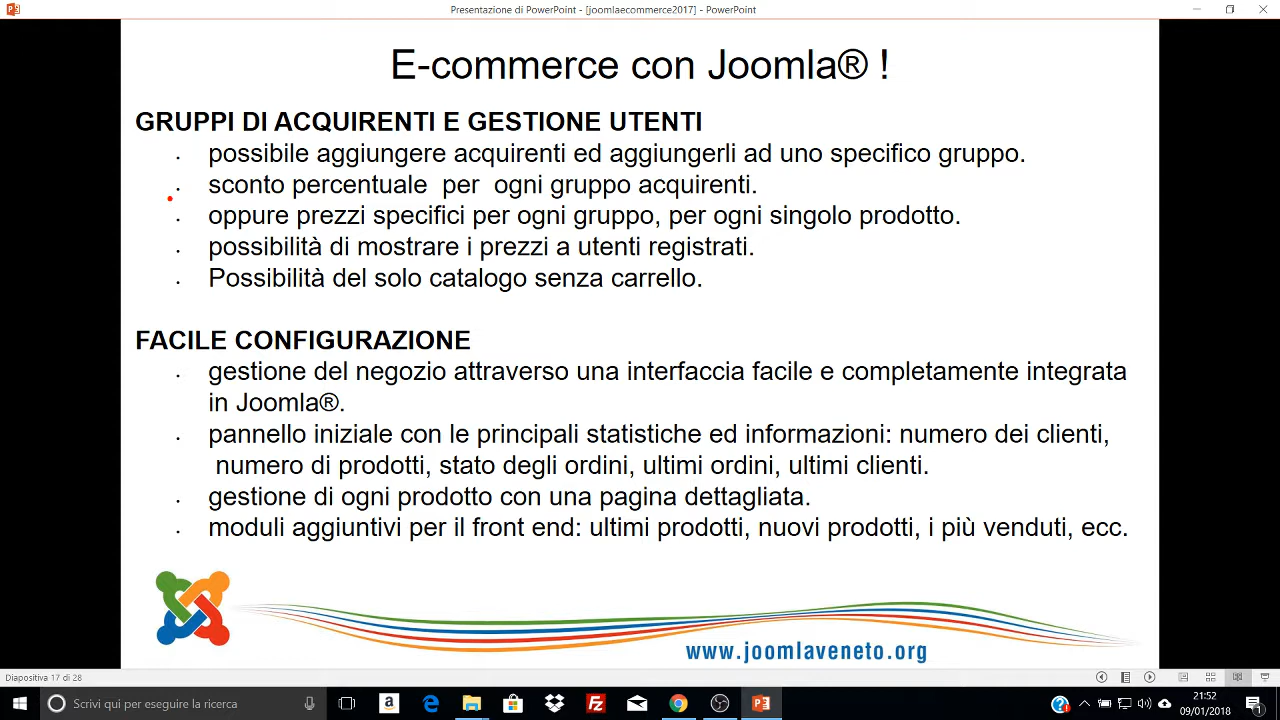 Presentazione di PowerPoint - [joomlaecommerce2017] - PowerPoint
E-commerce con Joomla® !
GRUPPI DI ACQUIRENTI E GESTIONE UTENTI
· possibile aggiungere acquirenti ed aggiungerli ad uno specifico gruppo.
· sconto percentuale  per  ogni gruppo acquirenti.
· oppure prezzi specifici per ogni gruppo, per ogni singolo prodotto.
· possibilità di mostrare i prezzi a utenti registrati.
· Possibilità del solo catalogo senza carrello.
FACILE CONFIGURAZIONE
· gestione del negozio attraverso una interfaccia facile e completamente integrata
in Joomla®.
· pannello iniziale con le principali statistiche ed informazioni: numero dei clienti,
numero di prodotti, stato degli ordini, ultimi ordini, ultimi clienti.
· gestione di ogni prodotto con una pagina dettagliata.
· moduli aggiuntivi per il front end: ultimi prodotti, nuovi prodotti, i più venduti, ecc.
www.joomlaveneto.org
Diapositiva 17 di 28
Scrivi qui per eseguire la ricerca
21:52
09/01/2018